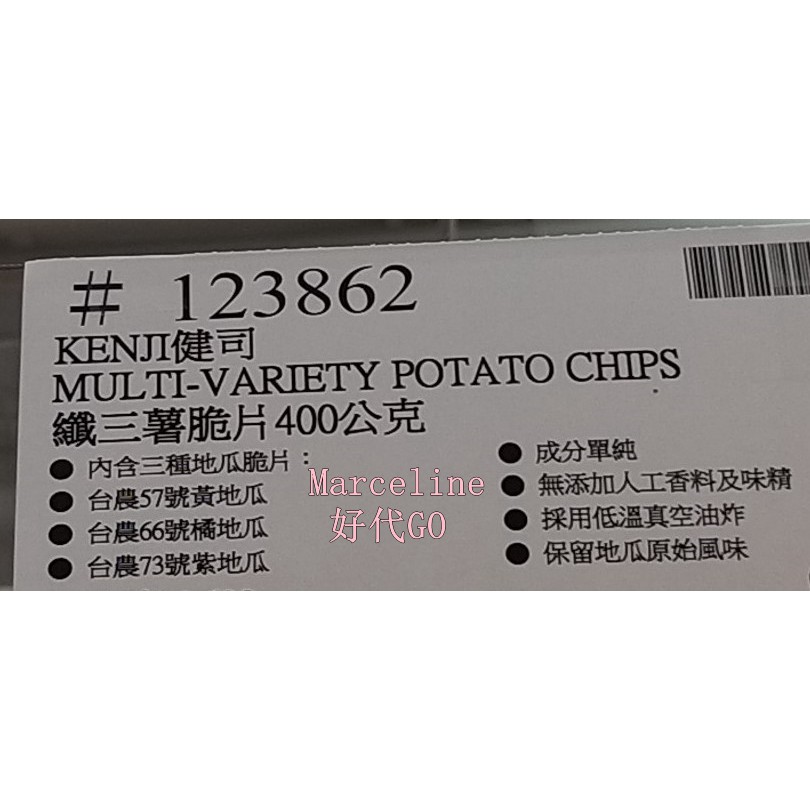 # 123862
KENJI健司
MULTI-VARIETY POTATO CHIPS
纖三薯脆片400公克
● 內含三種地瓜脆片：
● 台農57號黃地瓜
● 台農66號橘地瓜
● 台農73號紫地瓜
● 成分單純
● 無添加人工香料及味精
● 採用低溫真空油炸
● 保留地瓜原始風味
Marceline
好代GO